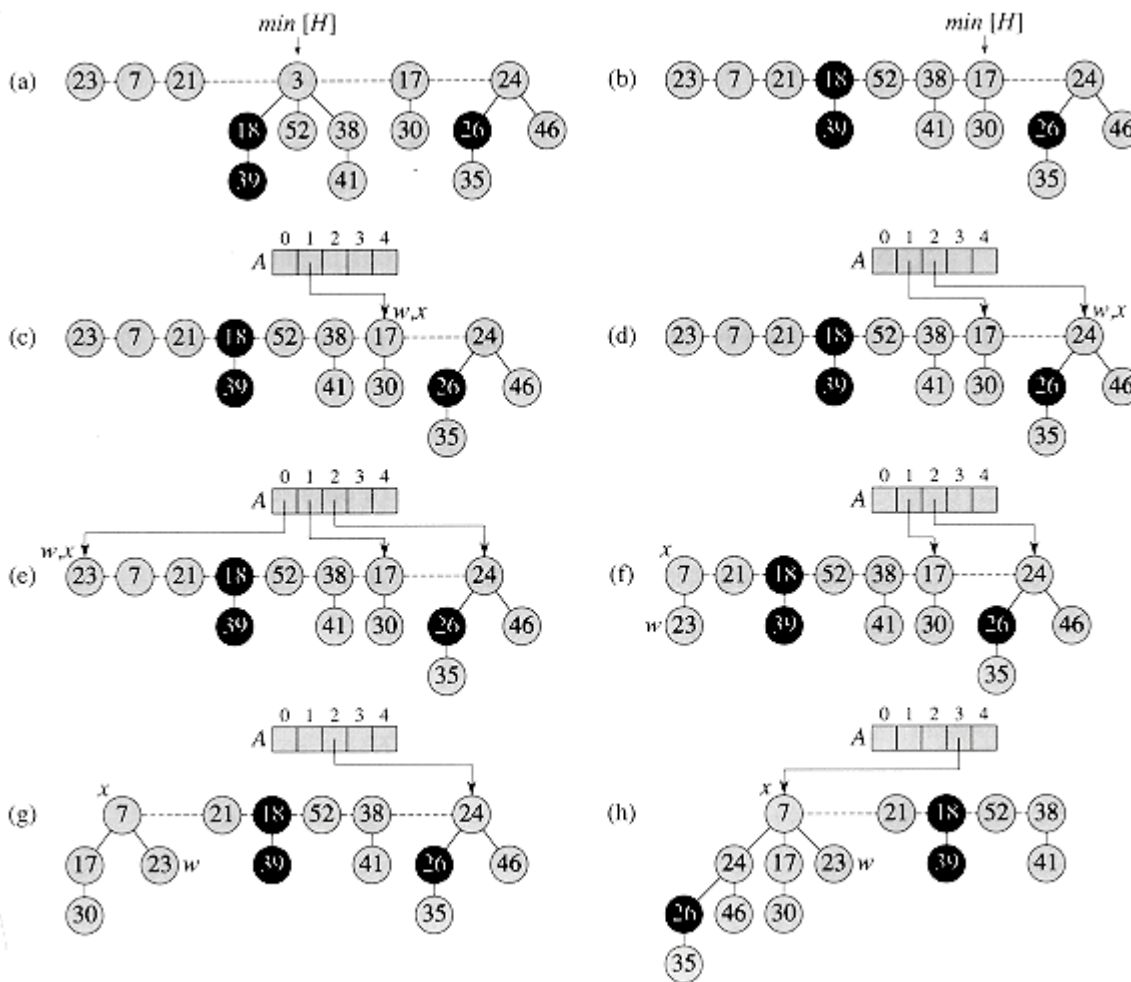 min [H]
min [H]
(a) 23 7 21 3 17 24
18 52 38 30 26 46
39 41 35
(b) 23 7 21 18 52 38 17 24
39 41 30 26 46
35
0 1 2 3 4
A
w,x
(c) 23 7 21 18 52 38 17 24
39 41 30 26 46
35
0 1 2 3 4
A
w,x
(d) 23 7 21 18 52 38 17 24
39 41 30 26 46
35
0 1 2 3 4
A
w,x
(e) 23 7 21 18 52 38 17 24
39 41 30 26 46
35
0 1 2 3 4
A
x
(f) 7 21 18 52 38 17 24
w 23 39 41 30 26 46
35
0 1 2 3 4
A
x
(g) 7 21 18 52 38 24
17 23 w 39 41 26 46
30 35
0 1 2 3 4
A
x
(h) 7 21 18 52 38
24 17 23 w 39 41
26 46 30
35